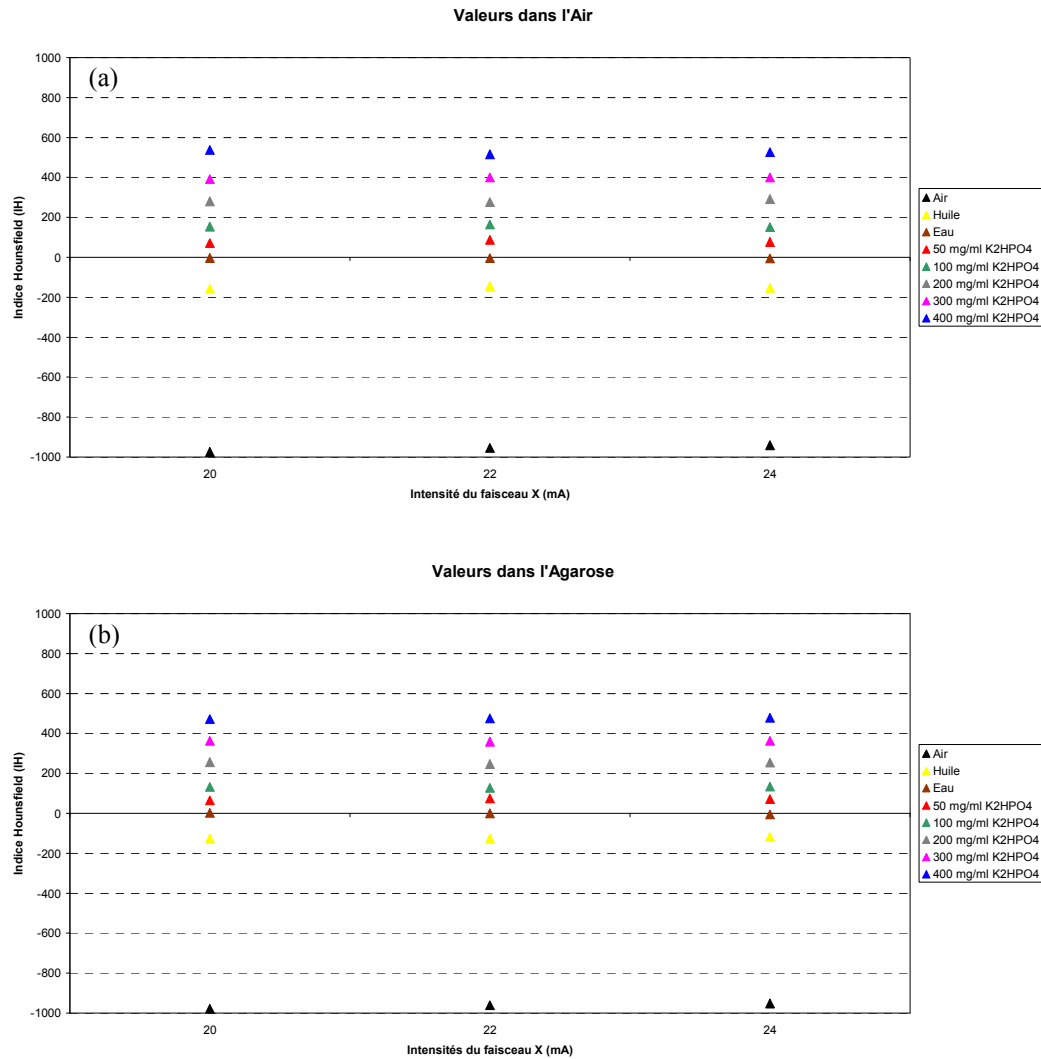 Valeurs dans l'Air
(a)
1000
800
600
400
200
0
-200
-400
-600
-800
-1000
Indice Hounsfield (IH)
20 22 24
Intensité du faisceau X (mA)
Air
Huile
Eau
50 mg/ml K2HPO4
100 mg/ml K2HPO4
200 mg/ml K2HPO4
300 mg/ml K2HPO4
400 mg/ml K2HPO4
Valeurs dans l'Agarose
(b)
1000
800
600
400
200
0
-200
-400
-600
-800
-1000
Indice Hounsfield (IH)
20 22 24
Intensités du faisceau X (mA)
Air
Huile
Eau
50 mg/ml K2HPO4
100 mg/ml K2HPO4
200 mg/ml K2HPO4
300 mg/ml K2HPO4
400 mg/ml K2HPO4